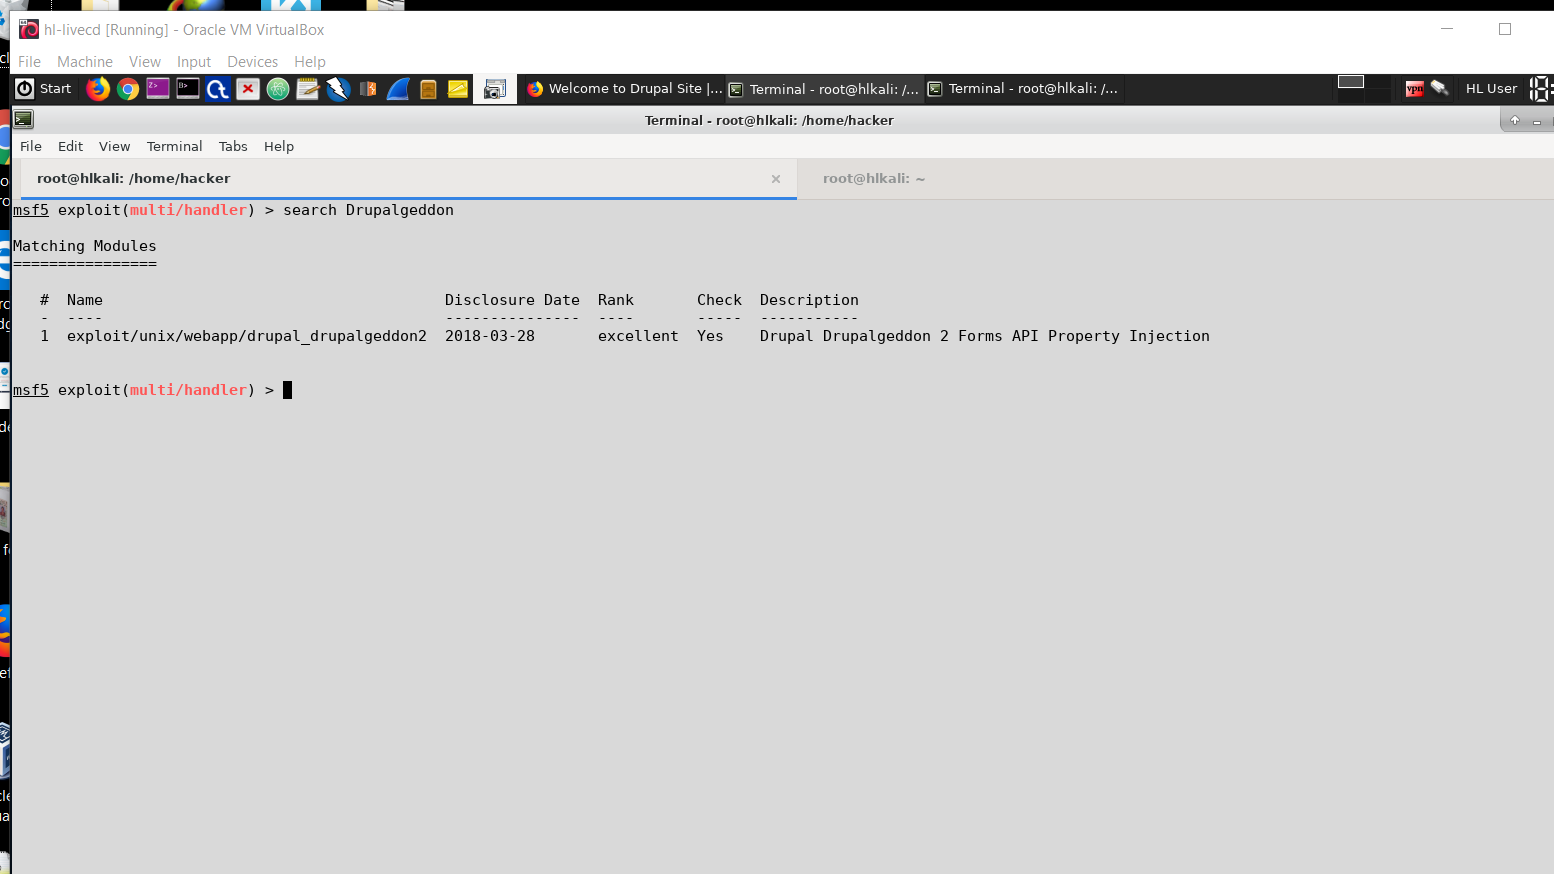 hl-livecd [Running] - Oracle VM VirtualBox
File Machine View Input Devices Help
Start Welcome to Drupal Site |... Terminal - root@hlkali: /... Terminal - root@hlkali: /... vpn HL User
Terminal - root@hlkali: /home/hacker
File Edit View Terminal Tabs Help
root@hlkali: /home/hacker × root@hlkali: ~
msf5 exploit(multi/handler) > search Drupalgeddon
Matching Modules
================
# Name Disclosure Date Rank Check Description
- ---- --------------- ---- ----- -----------
1 exploit/unix/webapp/drupal_drupalgeddon2 2018-03-28 excellent Yes Drupal Drupalgeddon 2 Forms API Property Injection
msf5 exploit(multi/handler) >